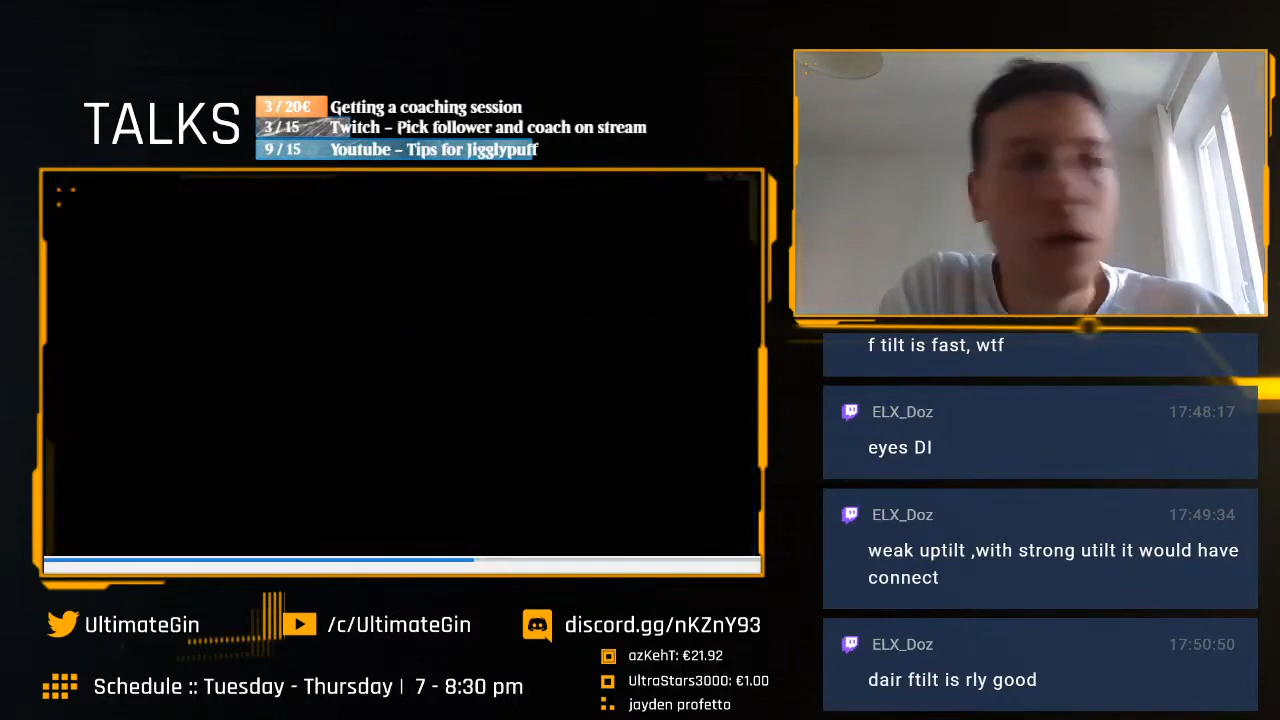 TALKS
3 / 20€ Getting a coaching session
3 / 15 Twitch – Pick follower and coach on stream
9 / 15 Youtube – Tips for Jigglypuff
f tilt is fast, wtf
ELX_Doz 17:48:17
eyes DI
ELX_Doz 17:49:34
weak uptilt ,with strong utilt it would have
connect
ELX_Doz 17:50:50
dair ftilt is rly good
UltimateGin /c/UltimateGin discord.gg/nKZnY93
azKehT: €21.92
UltraStars3000: €1.00
jayden profetto
Schedule :: Tuesday - Thursday | 7 - 8:30 pm